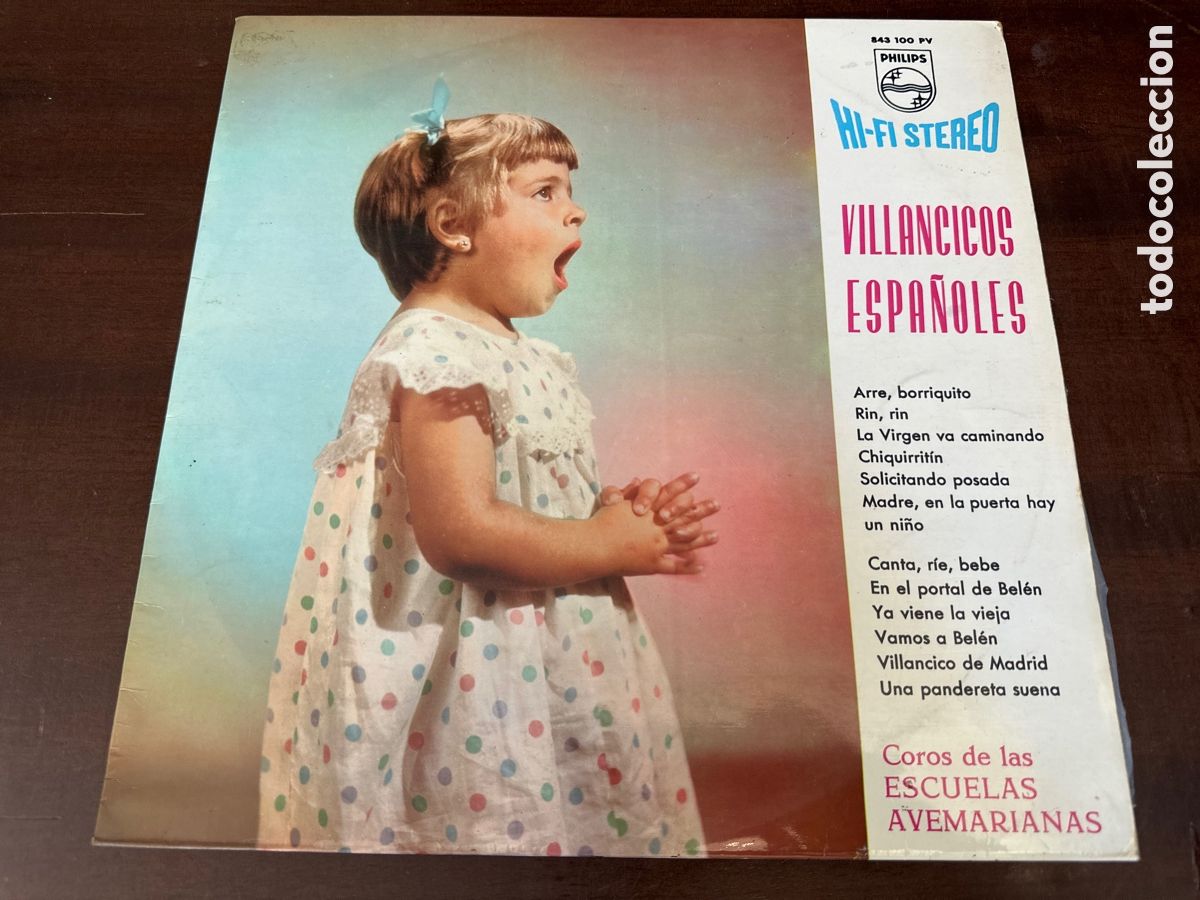 843 100 PV
PHILIPS
HI-FI STEREO
VILLANCICOS
ESPAÑOLES
Arre, borriquito
Rin, rin
La Virgen va caminando
Chiquirritín
Solicitando posada
Madre, en la puerta hay
un niño
Canta, ríe, bebe
En el portal de Belén
Ya viene la vieja
Vamos a Belén
Villancico de Madrid
Una pandereta suena
Coros de las
ESCUELAS
AVEMARIANAS
todocoleccion